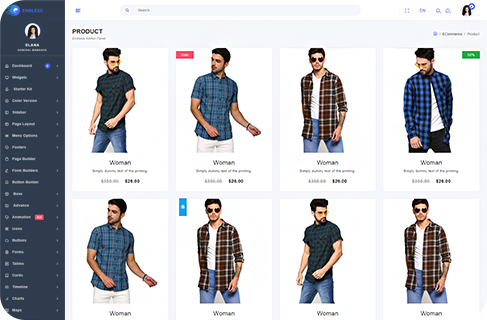 ENDLESS
Search
EN
ELANA
GENERAL MANAGER
Dashboard
Widgets
Starter Kit
Color Version
Sidebar
Page Layout
Menu Options
Footers
Page Builder
Form Builders
Button Builder
Base
Advance
Animation
Icons
Buttons
Forms
Tables
Cards
Timeline
Charts
Maps
PRODUCT
Endless Admin Panel
ECommerce / Product
Sale
50%
Woman
Simply dummy text of the printing
$350.00 $26.00
Woman
Simply dummy text of the printing
$350.00 $26.00
Woman
Simply dummy text of the printing
$350.00 $26.00
Woman
Simply dummy text of the printing
$350.00 $26.00
Woman
Woman
Woman
Woman